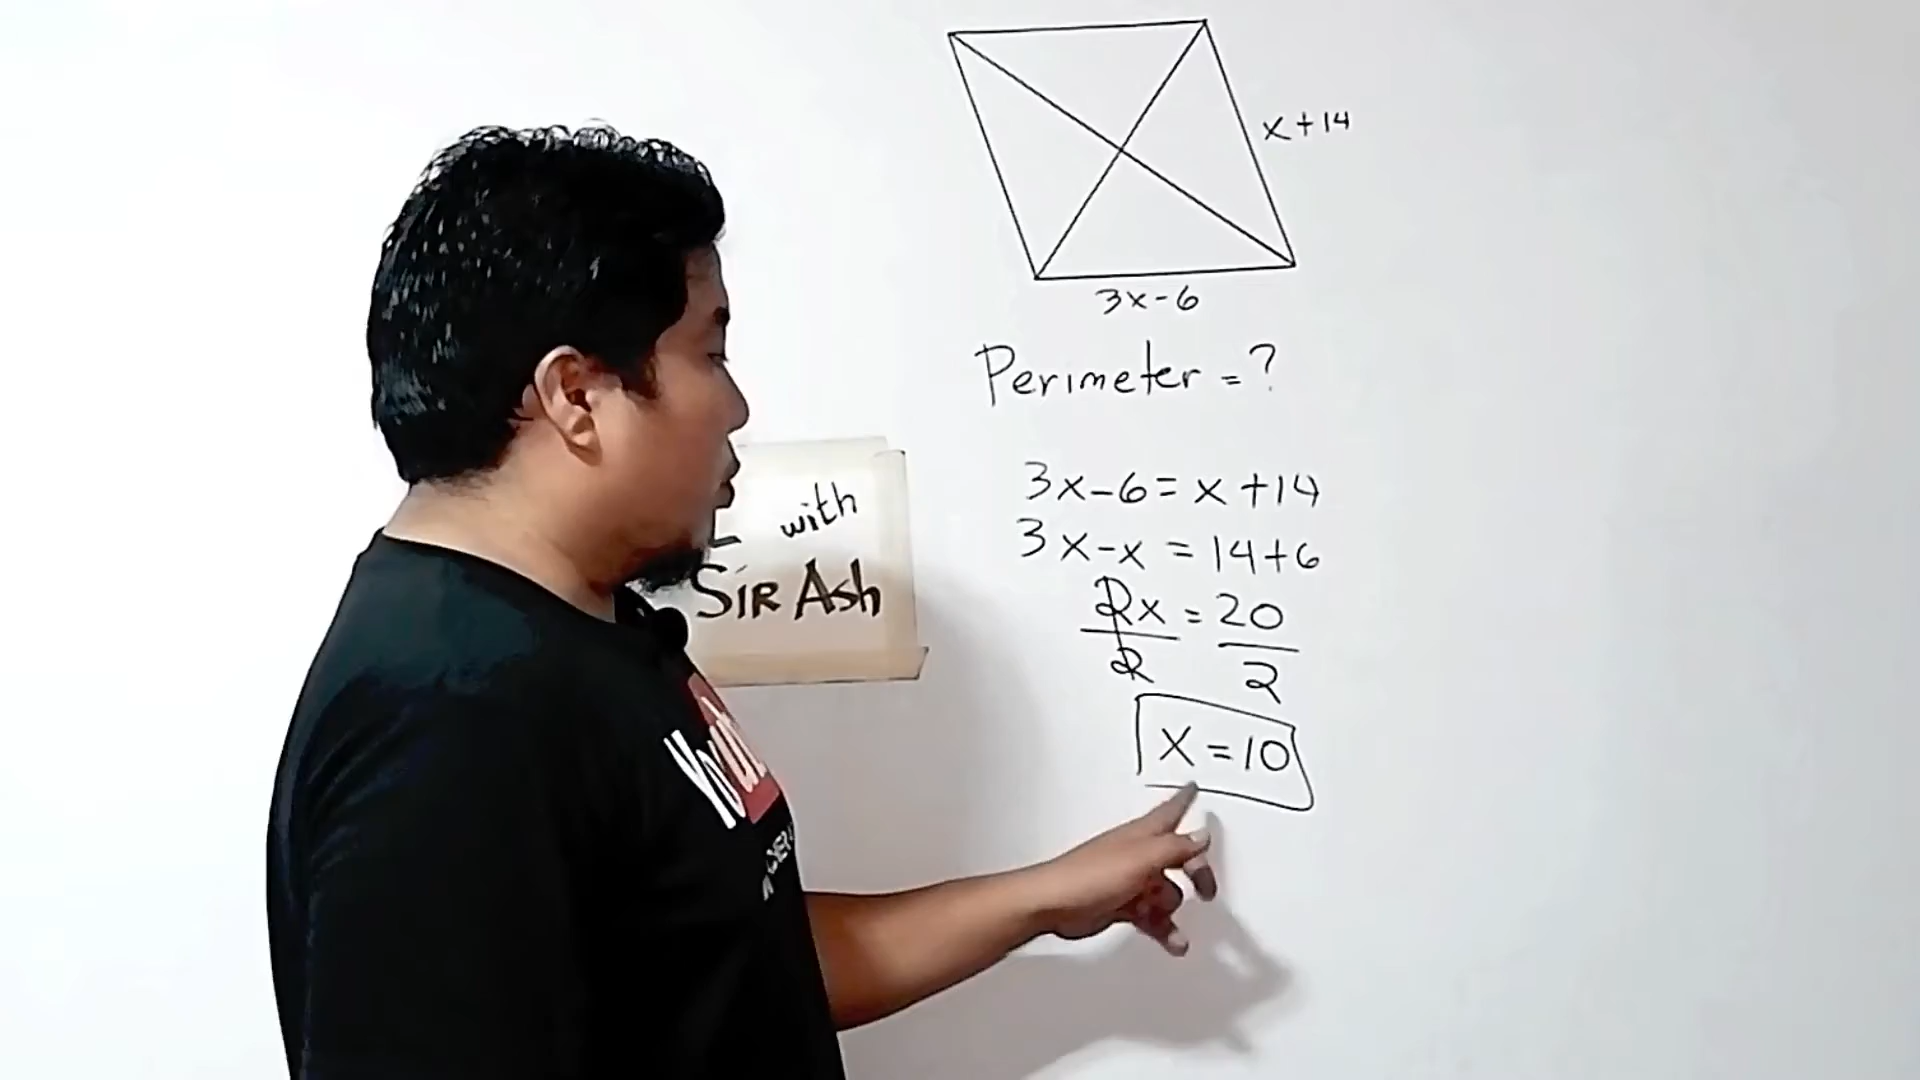 x+14
3x-6
Perimeter = ?
3x-6=x+14
3x-x=14+6
2x=20
2 2
x=10
with
Sir Ash